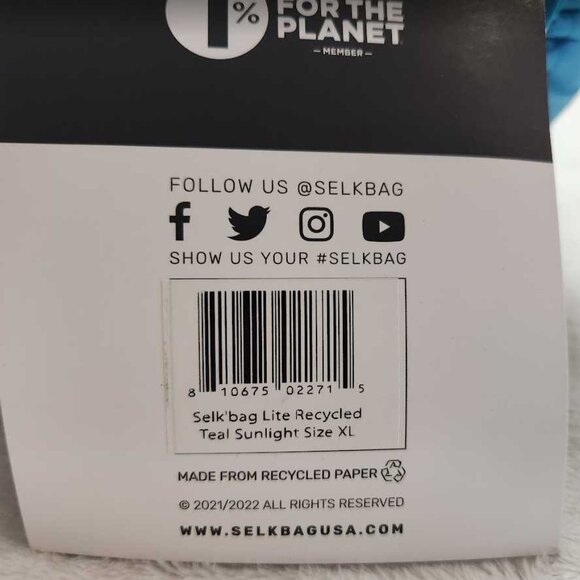 1%
FOR THE
PLANET
– MEMBER –
FOLLOW US @SELKBAG
SHOW US YOUR #SELKBAG
8 10675 02271 5
Selk'bag Lite Recycled
Teal Sunlight Size XL
MADE FROM RECYCLED PAPER
© 2021/2022 ALL RIGHTS RESERVED
WWW.SELKBAGUSA.COM